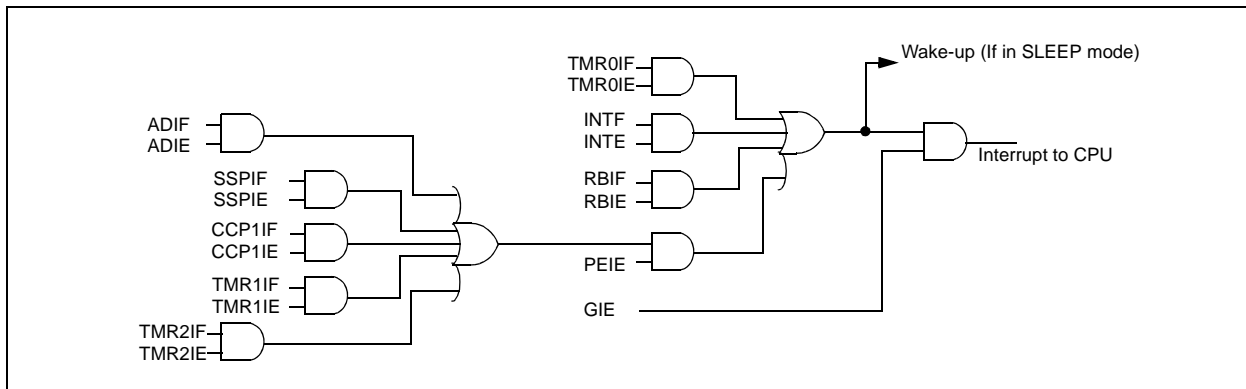 Wake-up (If in SLEEP mode)
TMR0IF
TMR0IE
ADIF
ADIE
INTF
INTE
Interrupt to CPU
SSPIF
SSPIE
RBIF
RBIE
CCP1IF
CCP1IE
PEIE
TMR1IF
TMR1IE
GIE
TMR2IF
TMR2IE